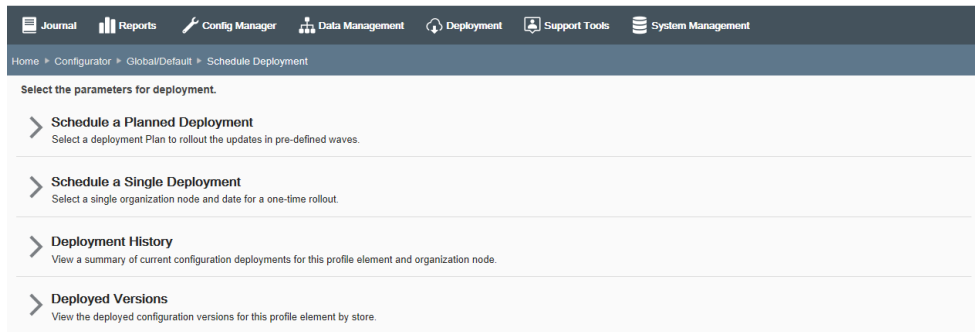 Journal Reports Config Manager Data Management Deployment Support Tools System Management
Home Configurator Global/Default Schedule Deployment
Select the parameters for deployment.
Schedule a Planned Deployment
Select a deployment Plan to rollout the updates in pre-defined waves.
Schedule a Single Deployment
Select a single organization node and date for a one-time rollout.
Deployment History
View a summary of current configuration deployments for this profile element and organization node.
Deployed Versions
View the deployed configuration versions for this profile element by store.